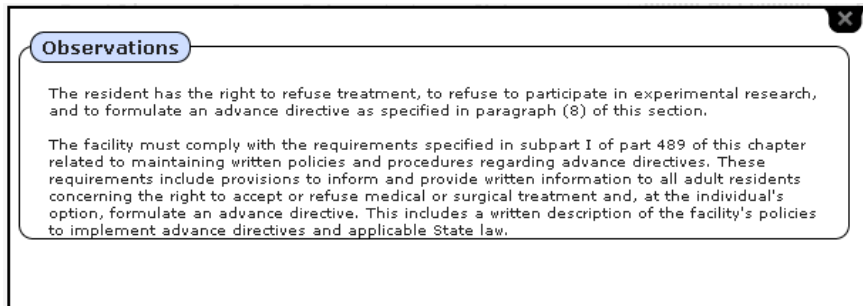 Observations
The resident has the right to refuse treatment, to refuse to participate in experimental research,
and to formulate an advance directive as specified in paragraph (8) of this section.
The facility must comply with the requirements specified in subpart I of part 489 of this chapter
related to maintaining written policies and procedures regarding advance directives. These
requirements include provisions to inform and provide written information to all adult residents
concerning the right to accept or refuse medical or surgical treatment and, at the individual's
option, formulate an advance directive. This includes a written description of the facility's policies
to implement advance directives and applicable State law.